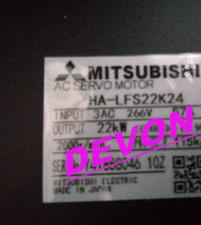 MITSUBISHI
AC SERVO MOTOR
HA-LFS22K24
INPUT 3AC 266V
OUTPUT 22kW
DEVON
MITSUBISHI ELECTRIC
MADE IN JAPAN